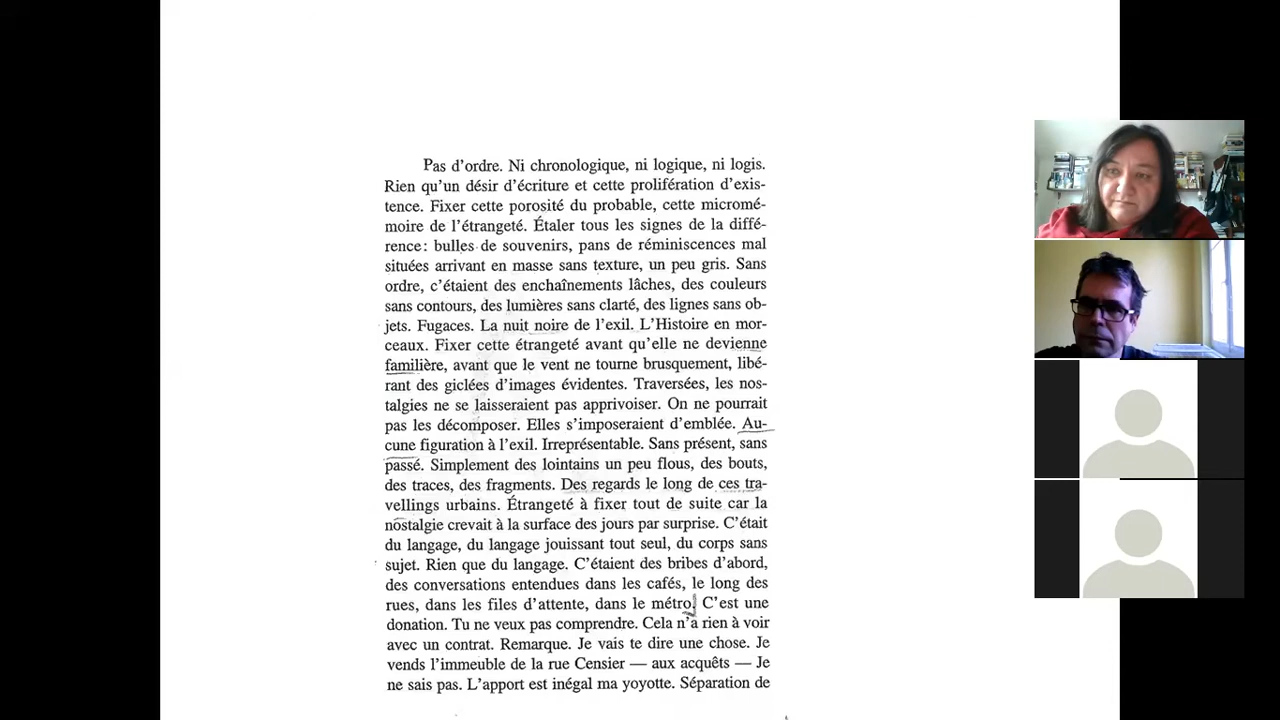 Pas d’ordre. Ni chronologique, ni logique, ni logis.
Rien qu’un désir d’écriture et cette prolifération d’exis-
tence. Fixer cette porosité du probable, cette micromé-
moire de l’étrangeté. Étaler tous les signes de la diffé-
rence: bulles de souvenirs, pans de réminiscences mal
situées arrivant en masse sans texture, un peu gris. Sans
ordre, c’étaient des enchaînements lâches, des couleurs
sans contours, des lumières sans clarté, des lignes sans ob-
jets. Fugaces. La nuit noire de l’exil. L’Histoire en mor-
ceaux. Fixer cette étrangeté avant qu’elle ne devienne
familière, avant que le vent ne tourne brusquement, libé-
rant des giclées d’images évidentes. Traversées, les nos-
talgies ne se laisseraient pas apprivoiser. On ne pourrait
pas les décomposer. Elles s’imposeraient d’emblée. Au-
cune figuration à l’exil. Irreprésentable. Sans présent, sans
passé. Simplement des lointains un peu flous, des bouts,
des traces, des fragments. Des regards le long de ces tra-
vellings urbains. Étrangeté à fixer tout de suite car la
nostalgie crevait à la surface des jours par surprise. C’était
du langage, du langage jouissant tout seul, du corps sans
sujet. Rien que du langage. C’étaient des bribes d’abord,
des conversations entendues dans les cafés, le long des
rues, dans les files d’attente, dans le métro. C’est une
donation. Tu ne veux pas comprendre. Cela n’a rien à voir
avec un contrat. Remarque. Je vais te dire une chose. Je
vends l’immeuble de la rue Censier — aux acquêts — Je
ne sais pas. L’apport est inégal ma yoyotte. Séparation de